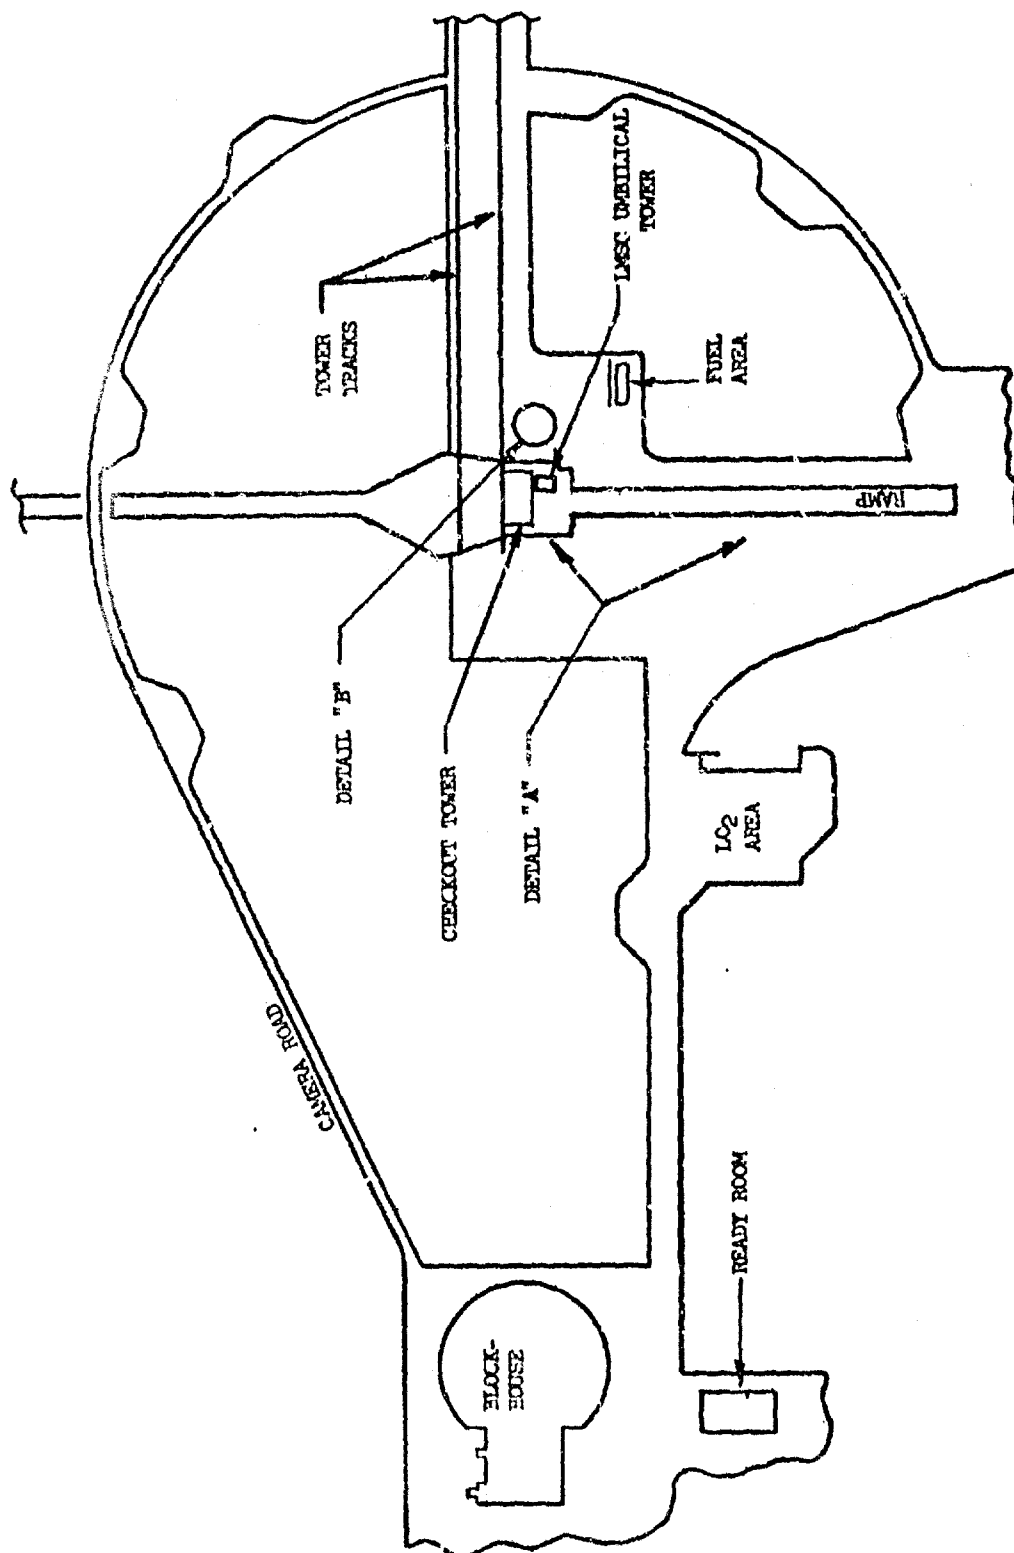 CAMERA ROAD
TOWER
TRACKS
LMSC UMBILICAL
TOWER
FUEL
AREA
RAMP
DETAIL "B"
CHECKOUT TOWER
DETAIL "A"
LO2
AREA
BLOCK-
HOUSE
READY ROOM